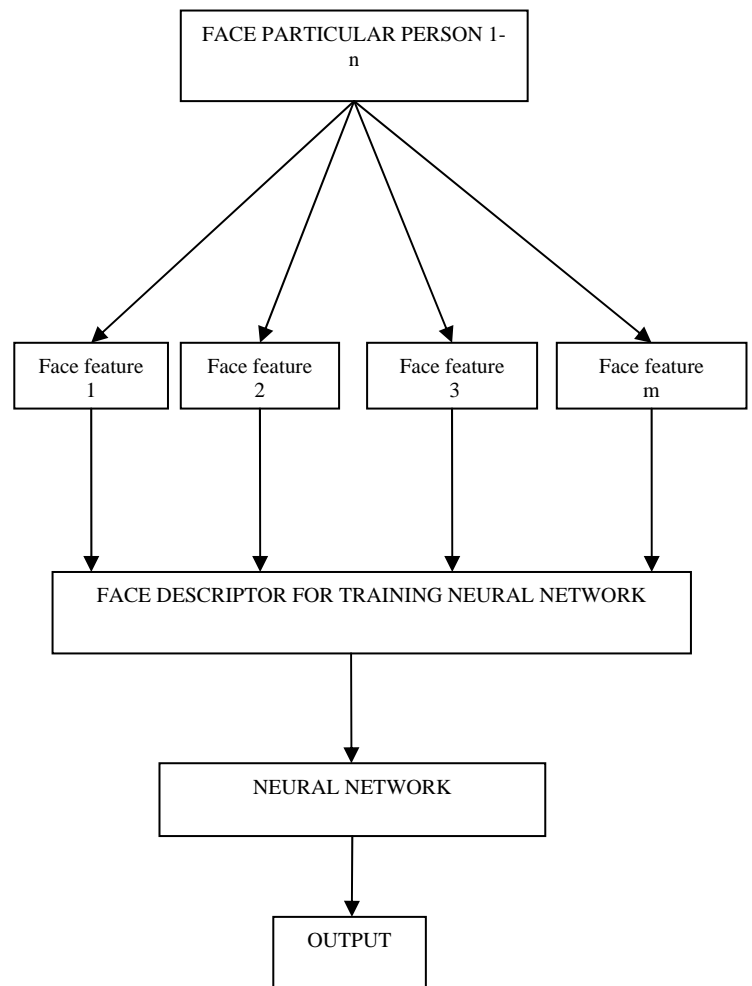 FACE PARTICULAR PERSON 1-
n
Face feature
1
Face feature
2
Face feature
3
Face feature
m
FACE DESCRIPTOR FOR TRAINING NEURAL NETWORK
NEURAL NETWORK
OUTPUT